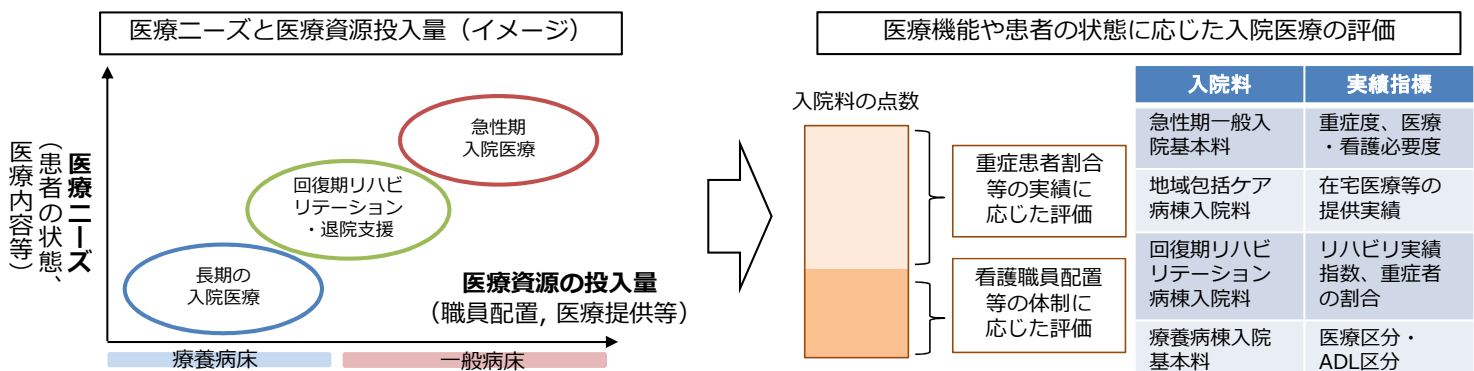 医療ニーズと医療資源投入量（イメージ）
医療ニーズ
（患者の状態、
医療内容等）
急性期
入院医療
回復期リハビ
リテーション
・退院支援
長期の
入院医療
医療資源の投入量
（職員配置, 医療提供等）
療養病床
一般病床
医療機能や患者の状態に応じた入院医療の評価
入院料の点数
重症患者割合
等の実績に
応じた評価
看護職員配置
等の体制に
応じた評価
入院料
実績指標
急性期一般入
院基本料
重症度、医療
・看護必要度
地域包括ケア
病棟入院料
在宅医療等の
提供実績
回復期リハビ
リテーション
病棟入院料
リハビリ実績
指数、重症者
の割合
療養病棟入院
基本料
医療区分・
ADL区分